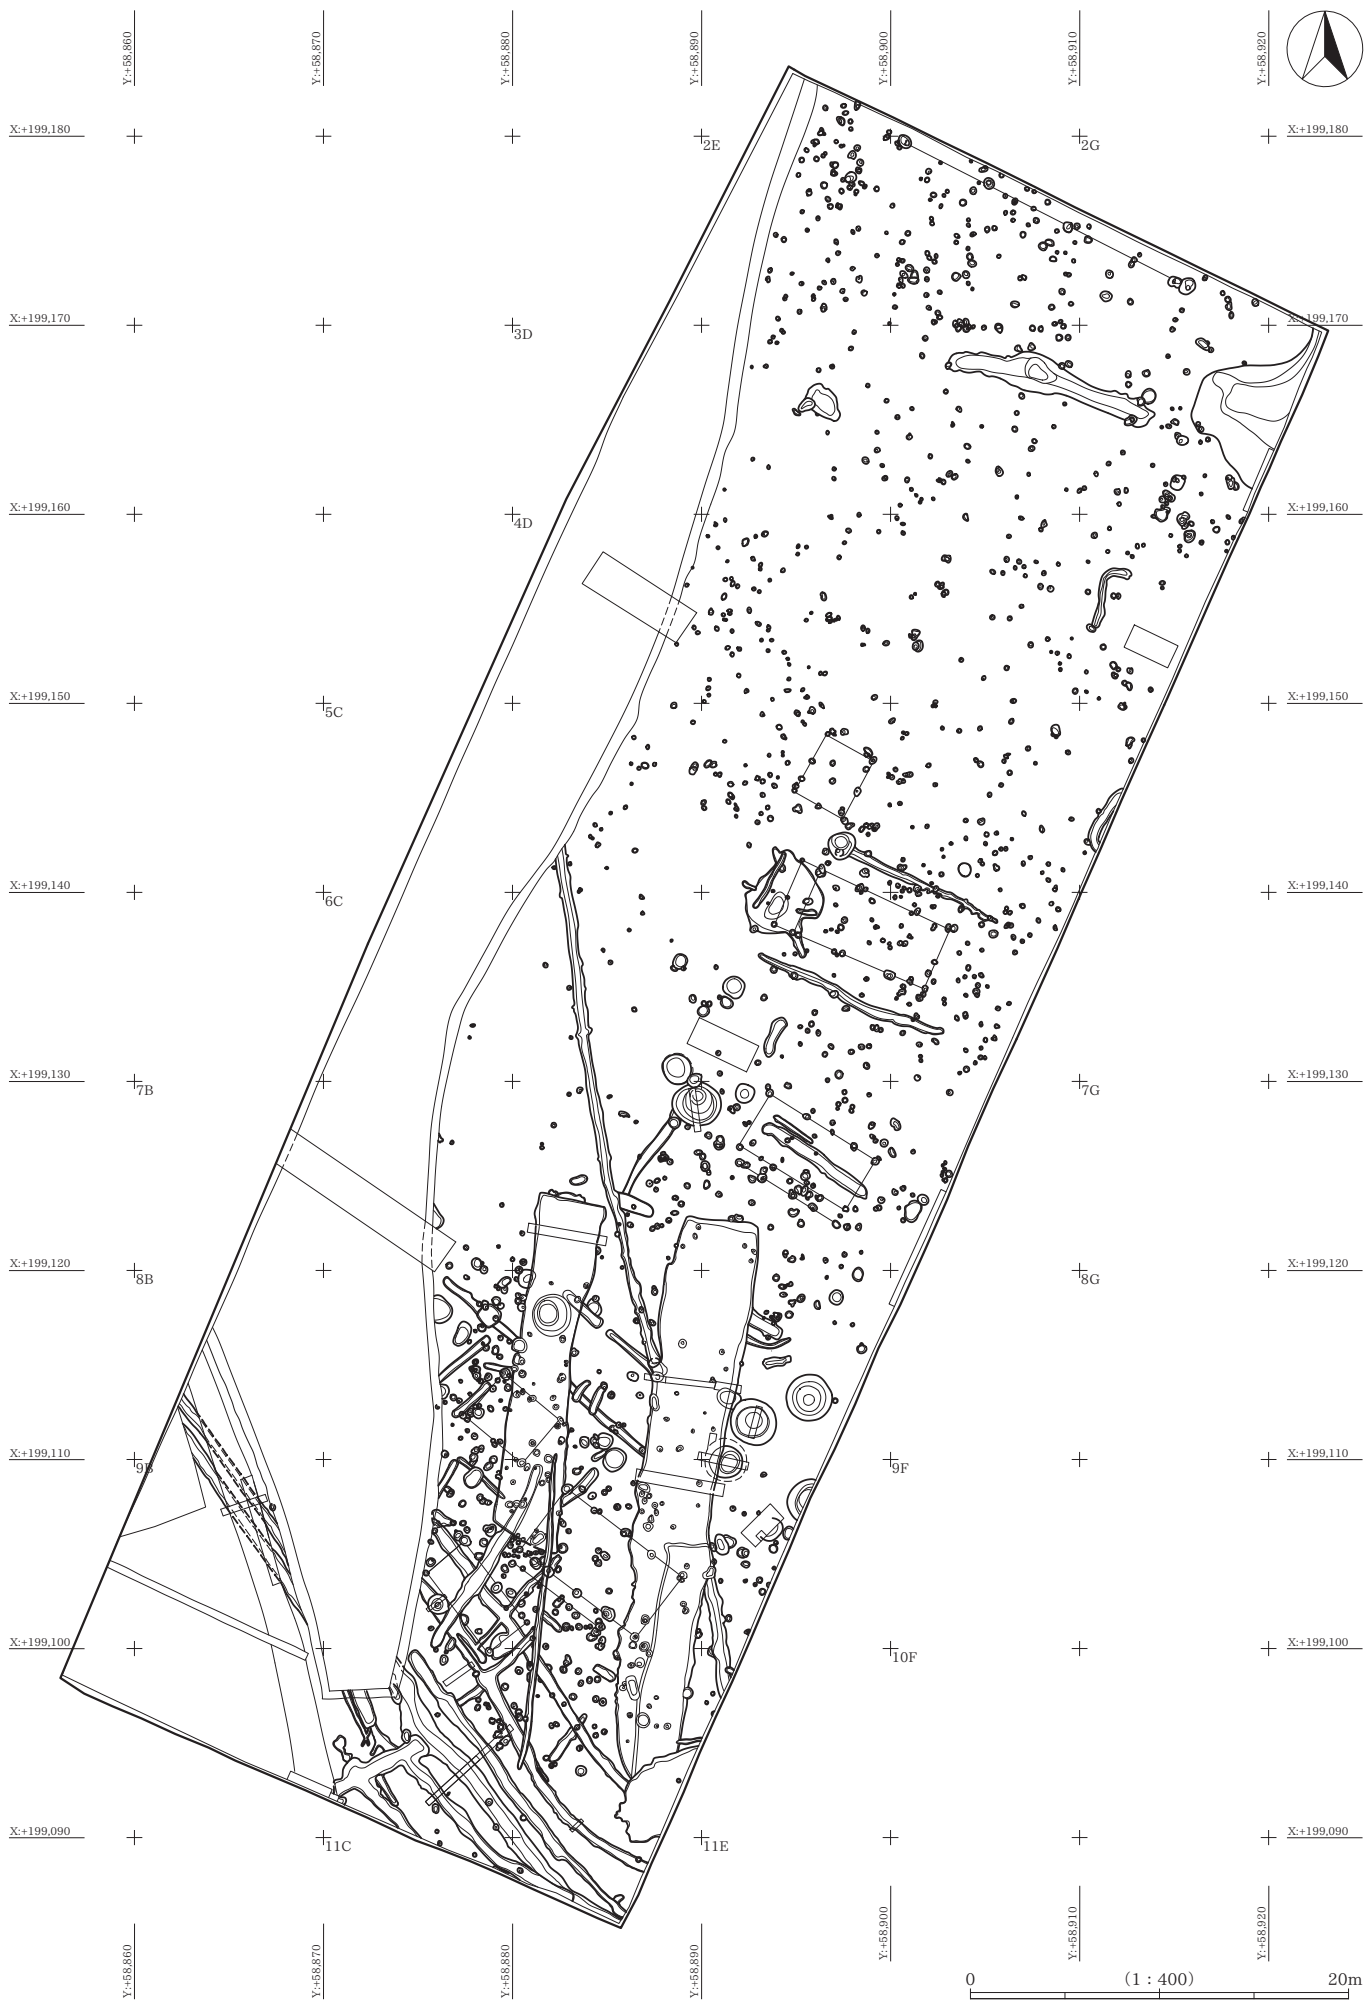 Y:+58,860
Y:+58,870
Y:+58,880
Y:+58,890
Y:+58,900
Y:+58,910
Y:+58,920
X:+199,180
X:+199,180
2E
2G
X:+199,170
X:+199,170
3D
X:+199,160
X:+199,160
4D
X:+199,150
X:+199,150
5C
X:+199,140
X:+199,140
6C
X:+199,130
X:+199,130
7B
7G
X:+199,120
X:+199,120
8B
8G
X:+199,110
X:+199,110
9B
9F
X:+199,100
X:+199,100
10F
X:+199,090
X:+199,090
11C
11E
Y:+58,860
Y:+58,870
Y:+58,880
Y:+58,890
Y:+58,900
Y:+58,910
Y:+58,920
0 (1:400) 20m